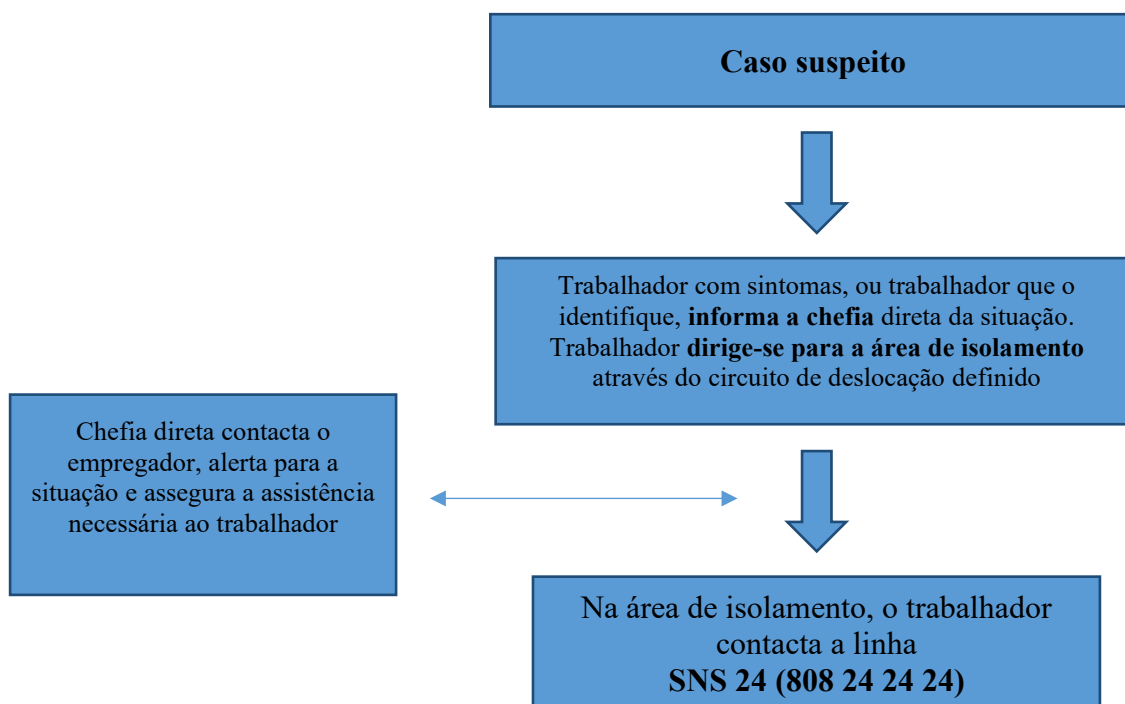 Caso suspeito
Trabalhador com sintomas, ou trabalhador que o
identifique, informa a chefia direta da situação.
Trabalhador dirige-se para a área de isolamento
através do circuito de deslocação definido
Chefia direta contacta o
empregador, alerta para a
situação e assegura a assistência
necessária ao trabalhador
Na área de isolamento, o trabalhador
contacta a linha
SNS 24 (808 24 24 24)